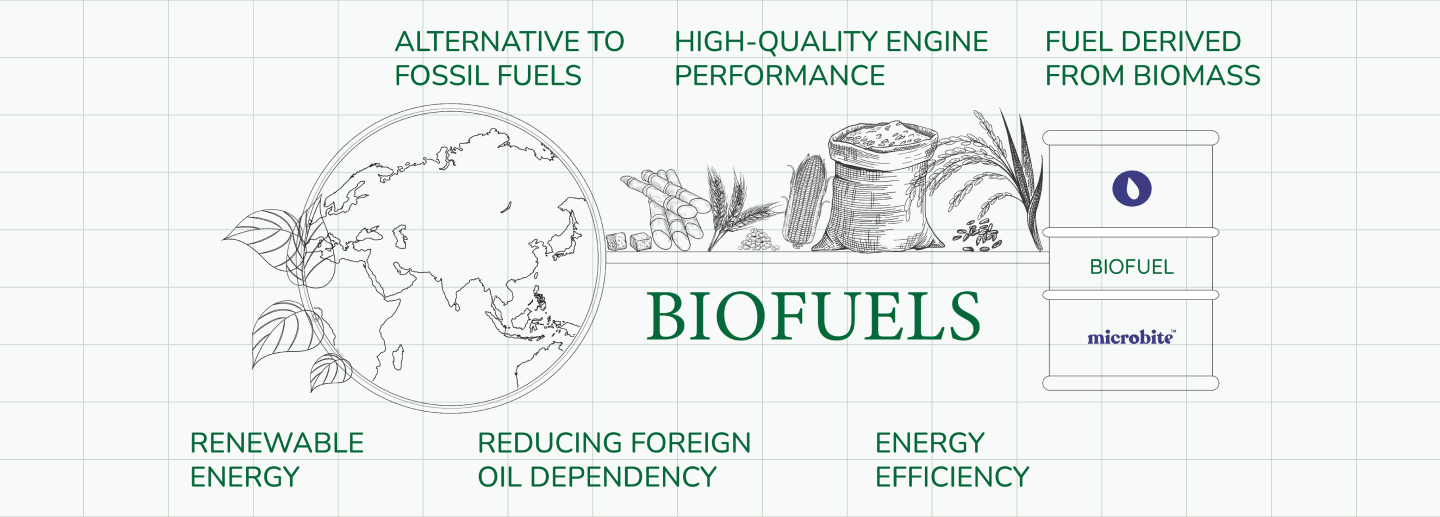 ALTERNATIVE TO
FOSSIL FUELS
HIGH-QUALITY ENGINE
PERFORMANCE
FUEL DERIVED
FROM BIOMASS
BIOFUELS
BIOFUEL
microbite™
RENEWABLE
ENERGY
REDUCING FOREIGN
OIL DEPENDENCY
ENERGY
EFFICIENCY